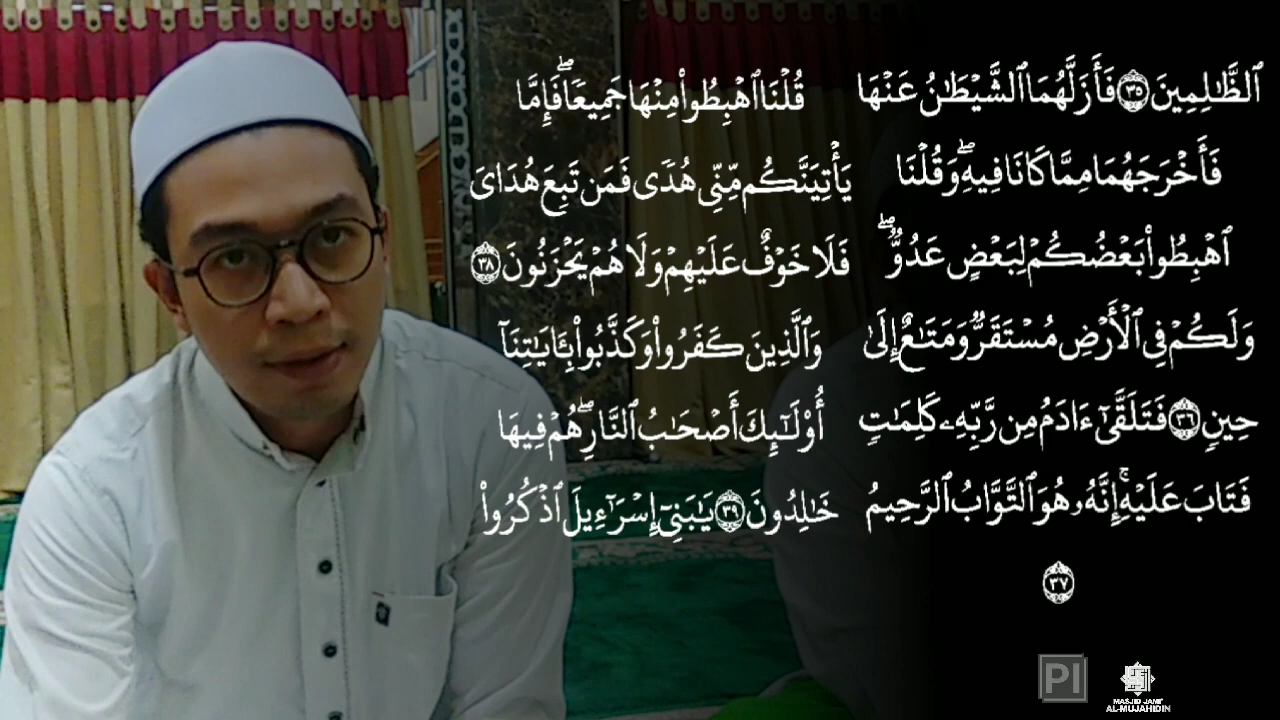 ٱلظَّٰلِمِينَ ٣٥ فَأَزَلَّهُمَا ٱلشَّيْطَٰنُ عَنْهَا
فَأَخْرَجَهُمَا مِمَّا كَانَا فِيهِۖ وَقُلْنَا
ٱهْبِطُوا۟ بَعْضُكُمْ لِبَعْضٍ عَدُوٌّۖ
وَلَكُمْ فِى ٱلْأَرْضِ مُسْتَقَرٌّ وَمَتَٰعٌ إِلَىٰ
حِينٍ ٣٦ فَتَلَقَّىٰٓ ءَادَمُ مِن رَّبِّهِۦ كَلِمَٰتٍ
فَتَابَ عَلَيْهِۚ إِنَّهُۥ هُوَ ٱلتَّوَّابُ ٱلرَّحِيمُ
٣٧
قُلْنَا ٱهْبِطُوا۟ مِنْهَا جَمِيعًاۖ فَإِمَّا
يَأْتِيَنَّكُم مِّنِّى هُدًى فَمَن تَبِعَ هُدَاىَ
فَلَا خَوْفٌ عَلَيْهِمْ وَلَا هُمْ يَحْزَنُونَ ٣٨
وَٱلَّذِينَ كَفَرُوا۟ وَكَذَّبُوا۟ بِـَٔايَٰتِنَآ
أُو۟لَٰٓئِكَ أَصْحَٰبُ ٱلنَّارِۖ هُمْ فِيهَا
خَٰلِدُونَ ٣٩ يَٰبَنِىٓ إِسْرَٰٓءِيلَ ٱذْكُرُوا۟
PI
MASJID JAMI'
AL-MUJAHIDIN